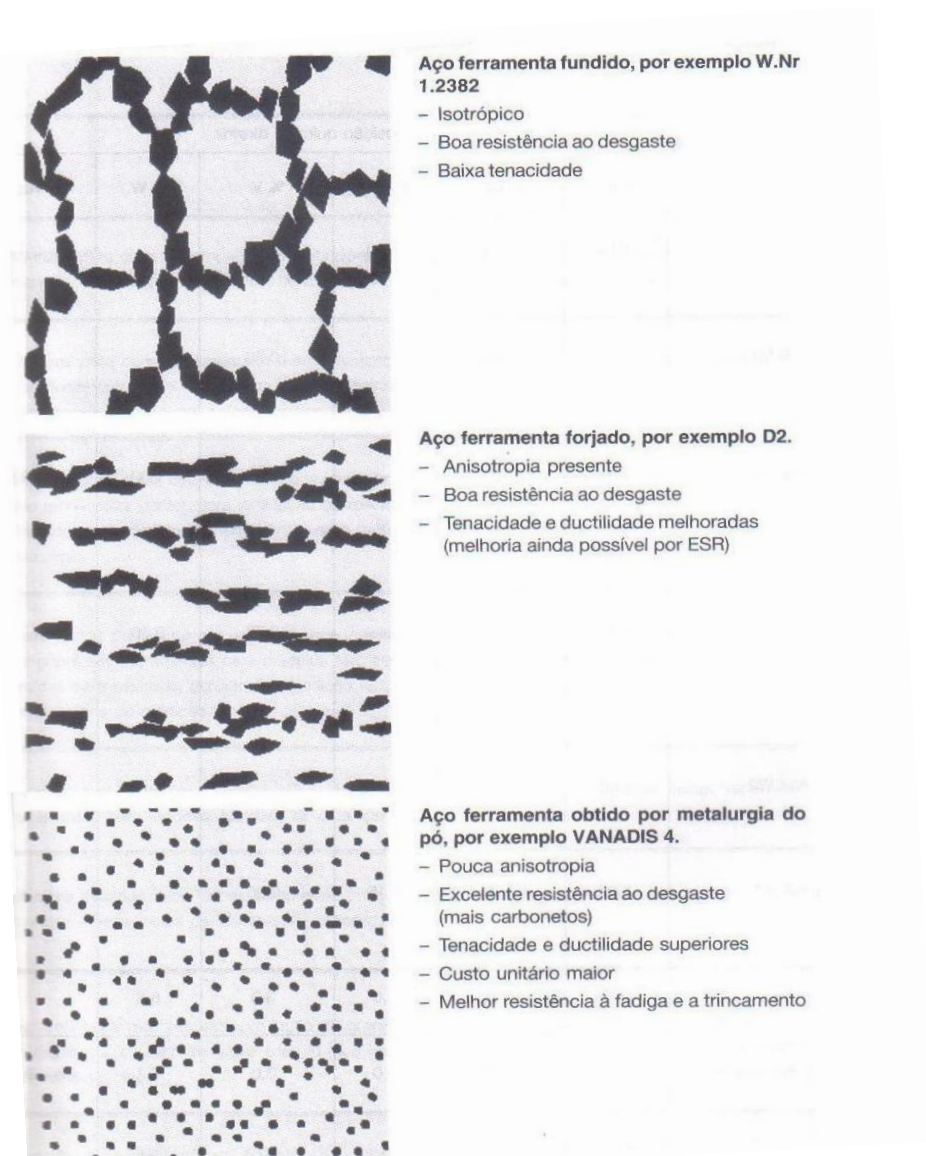 Aço ferramenta fundido, por exemplo W.Nr
1.2382
– Isotrópico
– Boa resistência ao desgaste
– Baixa tenacidade
Aço ferramenta forjado, por exemplo D2.
– Anisotropia presente
– Boa resistência ao desgaste
– Tenacidade e ductilidade melhoradas
(melhoria ainda possível por ESR)
Aço ferramenta obtido por metalurgia do
pó, por exemplo VANADIS 4.
– Pouca anisotropia
– Excelente resistência ao desgaste
(mais carbonetos)
– Tenacidade e ductilidade superiores
– Custo unitário maior
– Melhor resistência à fadiga e a trincamento